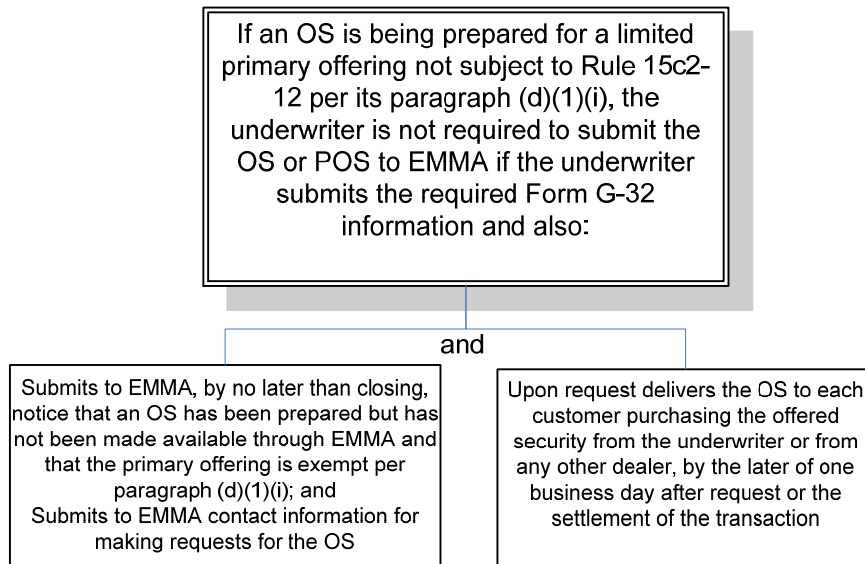 If an OS is being prepared for a limited
primary offering not subject to Rule 15c2-
12 per its paragraph (d)(1)(i), the
underwriter is not required to submit the
OS or POS to EMMA if the underwriter
submits the required Form G-32
information and also:
and
Submits to EMMA, by no later than closing,
notice that an OS has been prepared but has
not been made available through EMMA and
that the primary offering is exempt per
paragraph (d)(1)(i); and
Submits to EMMA contact information for
making requests for the OS
Upon request delivers the OS to each
customer purchasing the offered
security from the underwriter or from
any other dealer, by the later of one
business day after request or the
settlement of the transaction